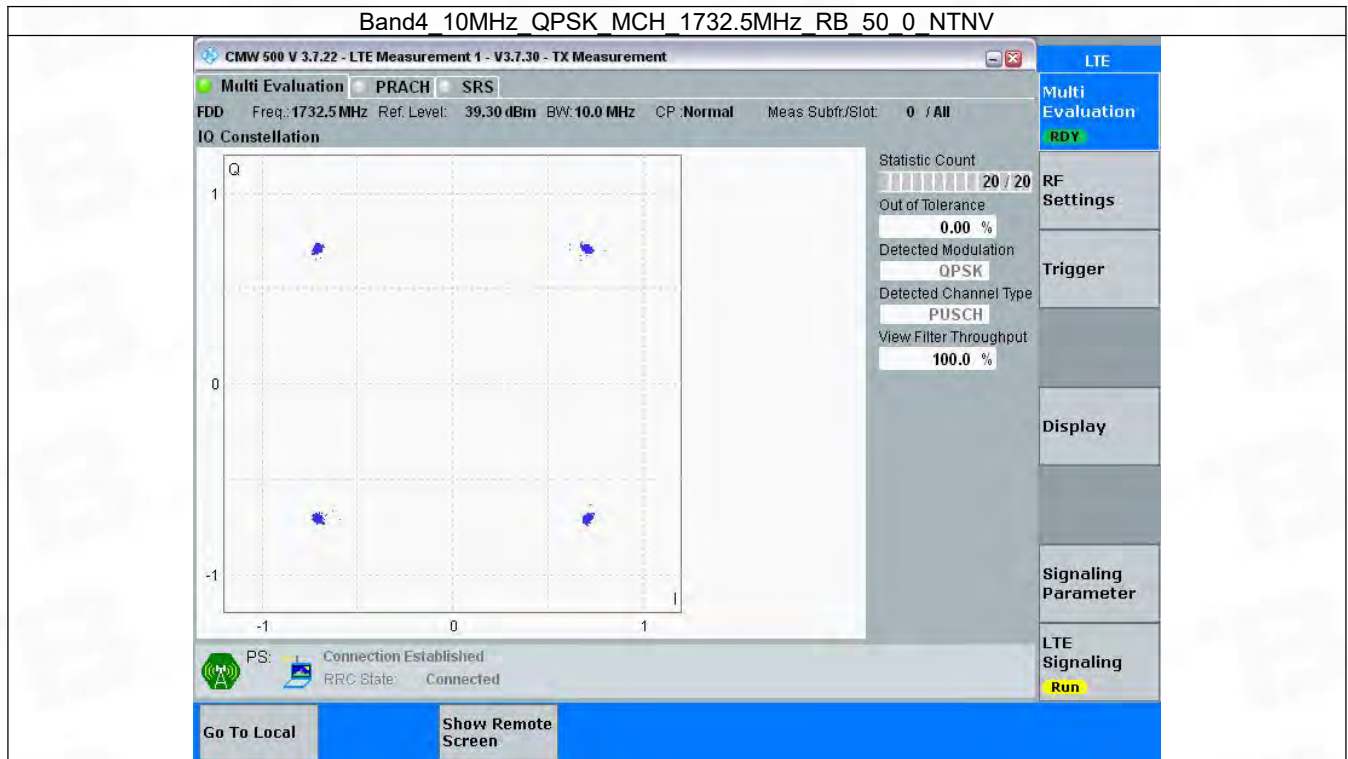 Band4_10MHz_QPSK_MCH_1732.5MHz_RB_50_0_NTNV
CMW 500 V 3.7.22 - LTE Measurement 1 - V3.7.30 - TX Measurement
LTE
Multi Evaluation PRACH SRS
FDD Freq.: 1732.5 MHz Ref. Level: 39.30 dBm BW: 10.0 MHz CP :Normal Meas Subfr./Slot: 0 / All
IQ Constellation
Q
1
0
-1
I
-1 0 1
Statistic Count
20 / 20
Out of Tolerance
0.00 %
Detected Modulation
QPSK
Detected Channel Type
PUSCH
View Filter Throughput
100.0 %
Multi
Evaluation
RDY
RF
Settings
Trigger
Display
Signaling
Parameter
LTE
Signaling
Run
PS: Connection Established
RRC State: Connected
Go To Local
Show Remote
Screen